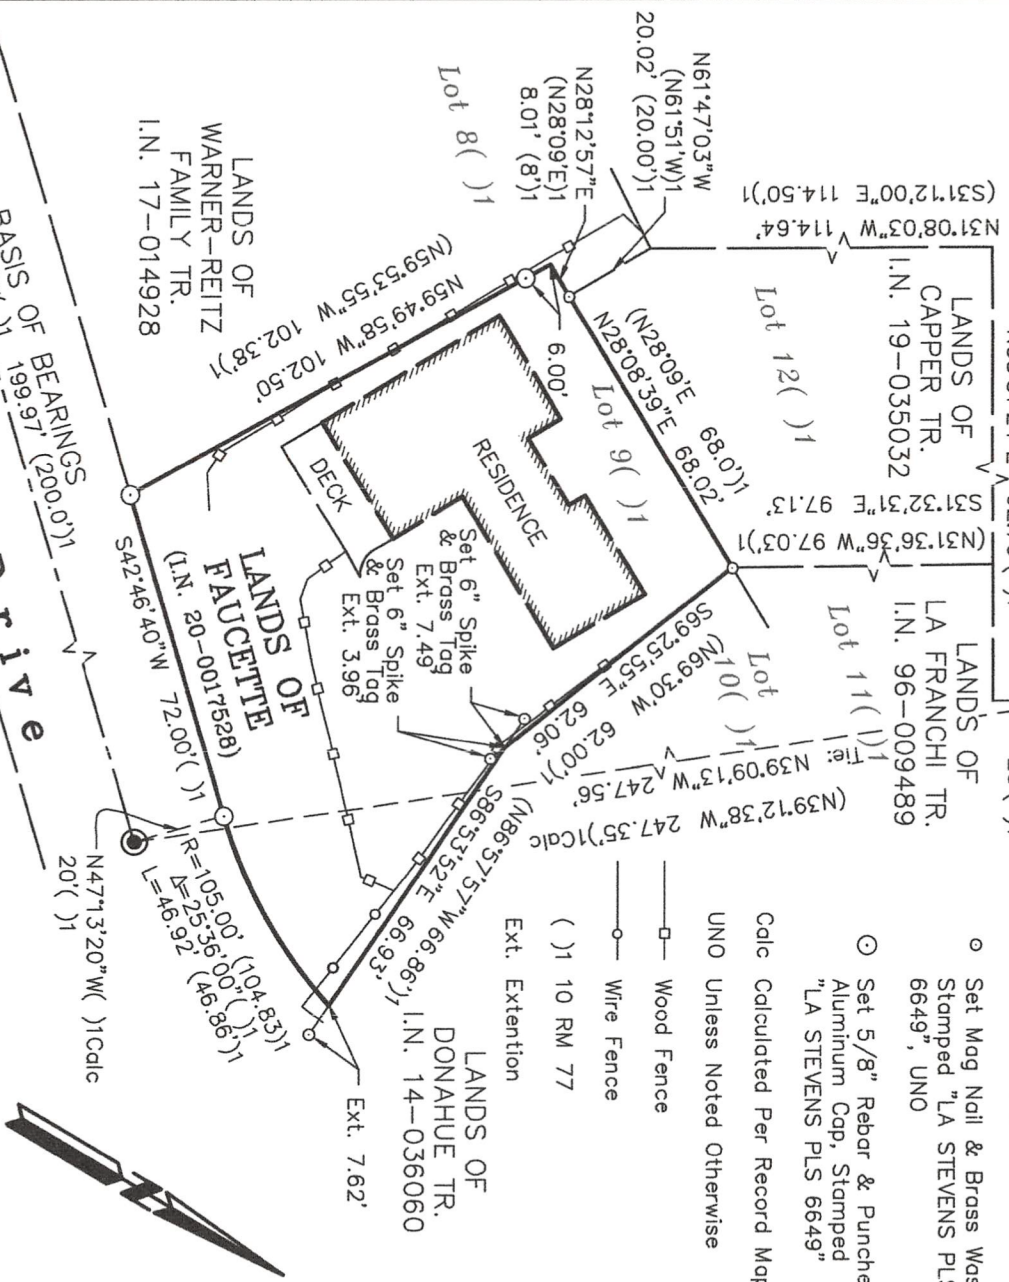 N61°47'03"W
(N61°51'W)1
20.02' (20.00')1
N28°12'57"E
(N28°09'E)1
8.01' (8')1
Lot 8( )1
(S31°12'00"E 114.50')1
N31°08'03"W 114.64'
LANDS OF
CAPPER TR.
I.N. 19-035032
Lot 12( )1
S31°32'31"E 97.13'
(N31°36'36"W 97.03')1
LANDS OF
LA FRANCHI TR.
I.N. 96-009489
Lot 11( )1
Lot
10( )1
(N28°09'E 68.0')1
N28°08'39"E 68.02'
Lot 9( )1
6.00'
RESIDENCE
DECK
(N59°53'55"W 102.38')1
N59°49'58"W 102.50'
LANDS OF
WARNER-REITZ
FAMILY TR.
I.N. 17-014928
S69°25'55"E 62.06'
(N69°30'W 62.00')1
Set 6" Spike
& Brass Tag
Ext. 7.49'
Set 6" Spike
& Brass Tag
Ext. 3.96'
LANDS OF
FAUCETTE
(I.N. 20-0017528)
S42°46'40"W 72.00'( )1
Tie: N39°09'13"W 247.56'
(N39°12'38"W 247.35')1Calc
(N86°57'57"W 66.86')1
S86°53'52"E 66.93'
LANDS OF
DONAHUE TR.
I.N. 14-036060
Ext. 7.62'
R=105.00' (104.83)1
Δ=25°36'00"( )1
L=46.92' (46.86')1
N47°13'20"W( )1Calc
20'( )1
BASIS OF BEARINGS
)1 199.97' (200.0')1
Drive
Set Mag Nail & Brass Was
Stamped "LA STEVENS PLS
6649", UNO
Set 5/8" Rebar & Punche
Aluminum Cap, Stamped
"LA STEVENS PLS 6649"
Calc Calculated Per Record Map
UNO Unless Noted Otherwise
Wood Fence
Wire Fence
( )1 10 RM 77
Ext. Extention